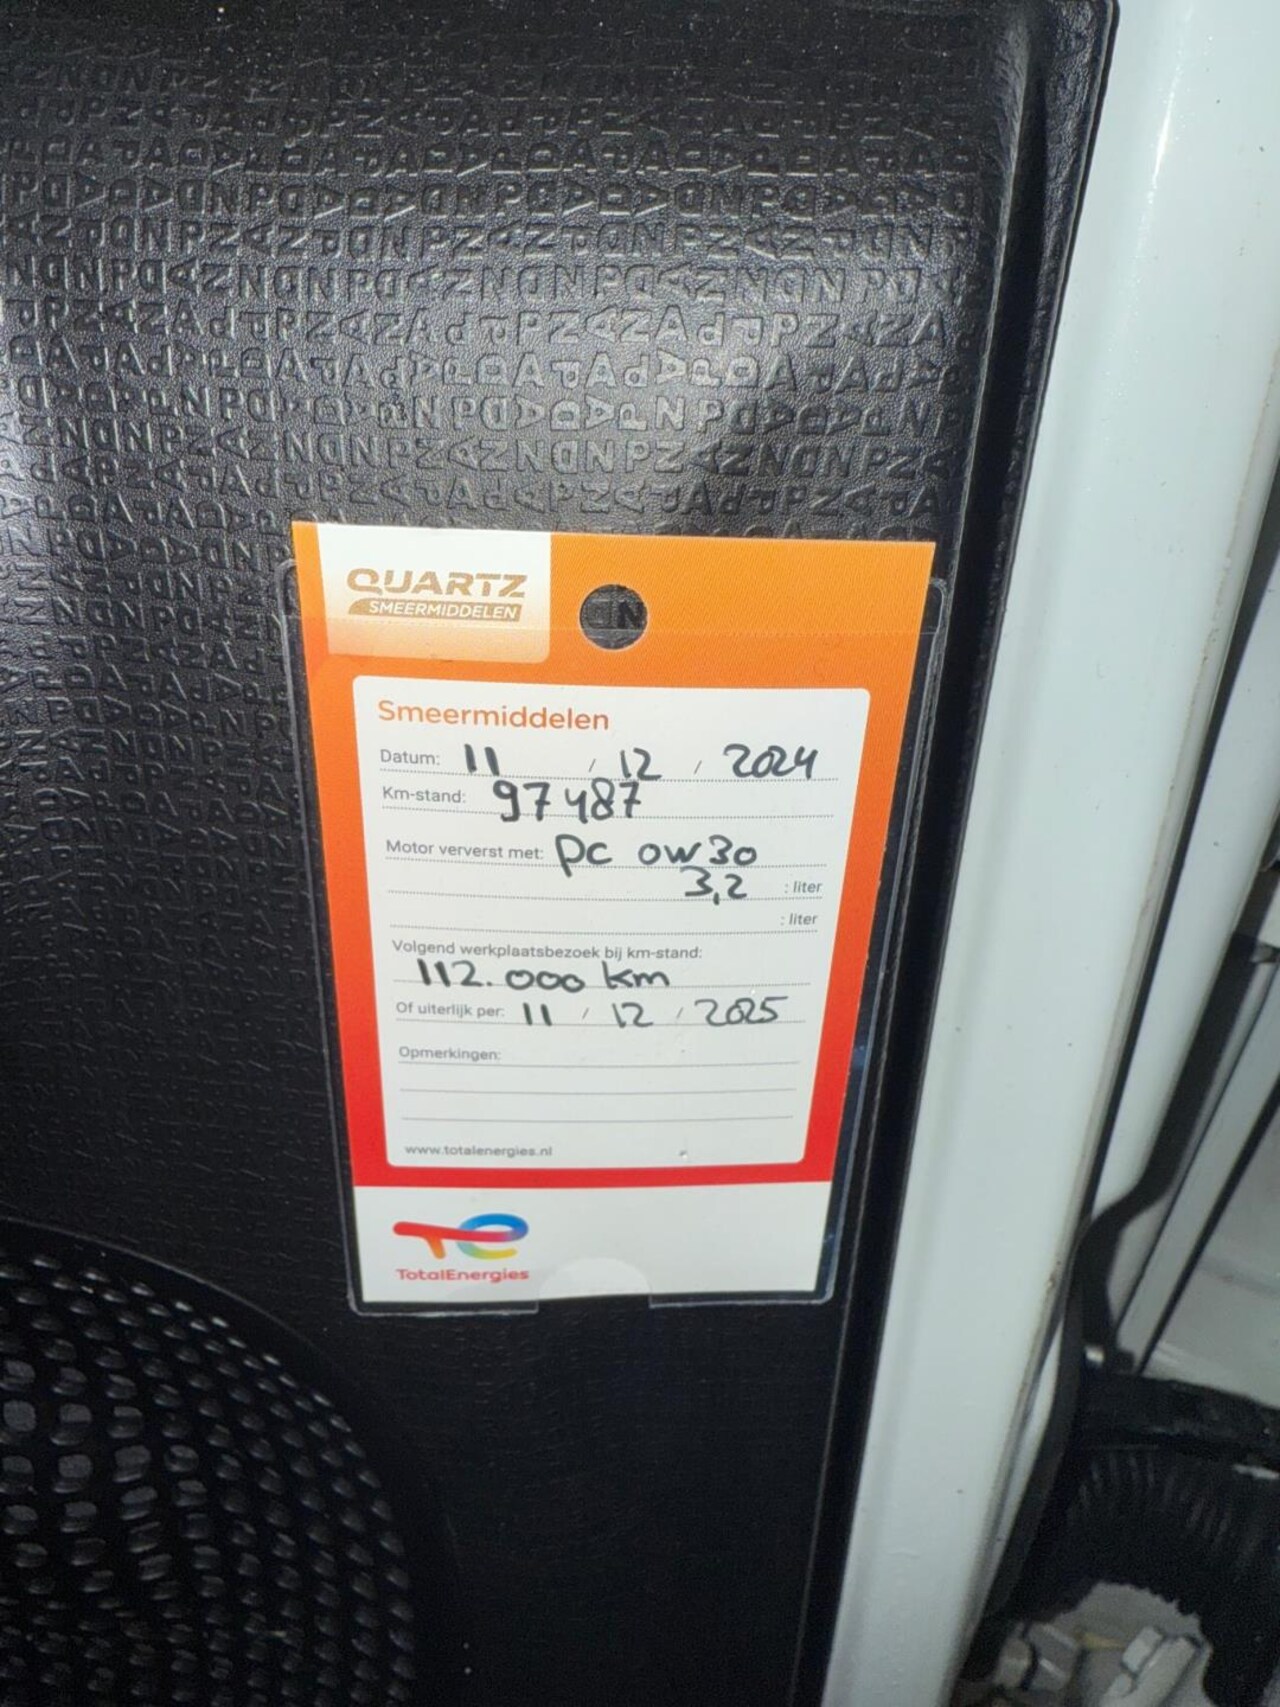 QUARTZ
SMEERMIDDELEN
Smeermiddelen
Datum: 11 / 12 / 2024
Km-stand: 97487
Motor ververst met: PC 0W30
3,2 : liter
: liter
Volgend werkplaatsbezoek bij km-stand:
112.000 km
Of uiterlijk per: 11 / 12 / 2025
Opmerkingen:
www.totalenergies.nl
TotalEnergies